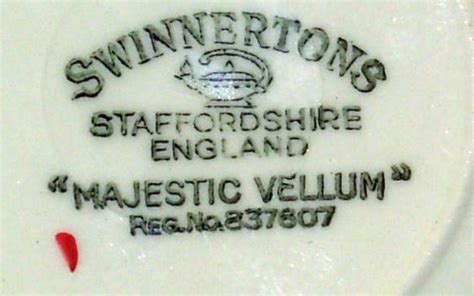 SWINNERTONS
STAFFORDSHIRE
ENGLAND
"MAJESTIC VELLUM"
REG.NO.837607